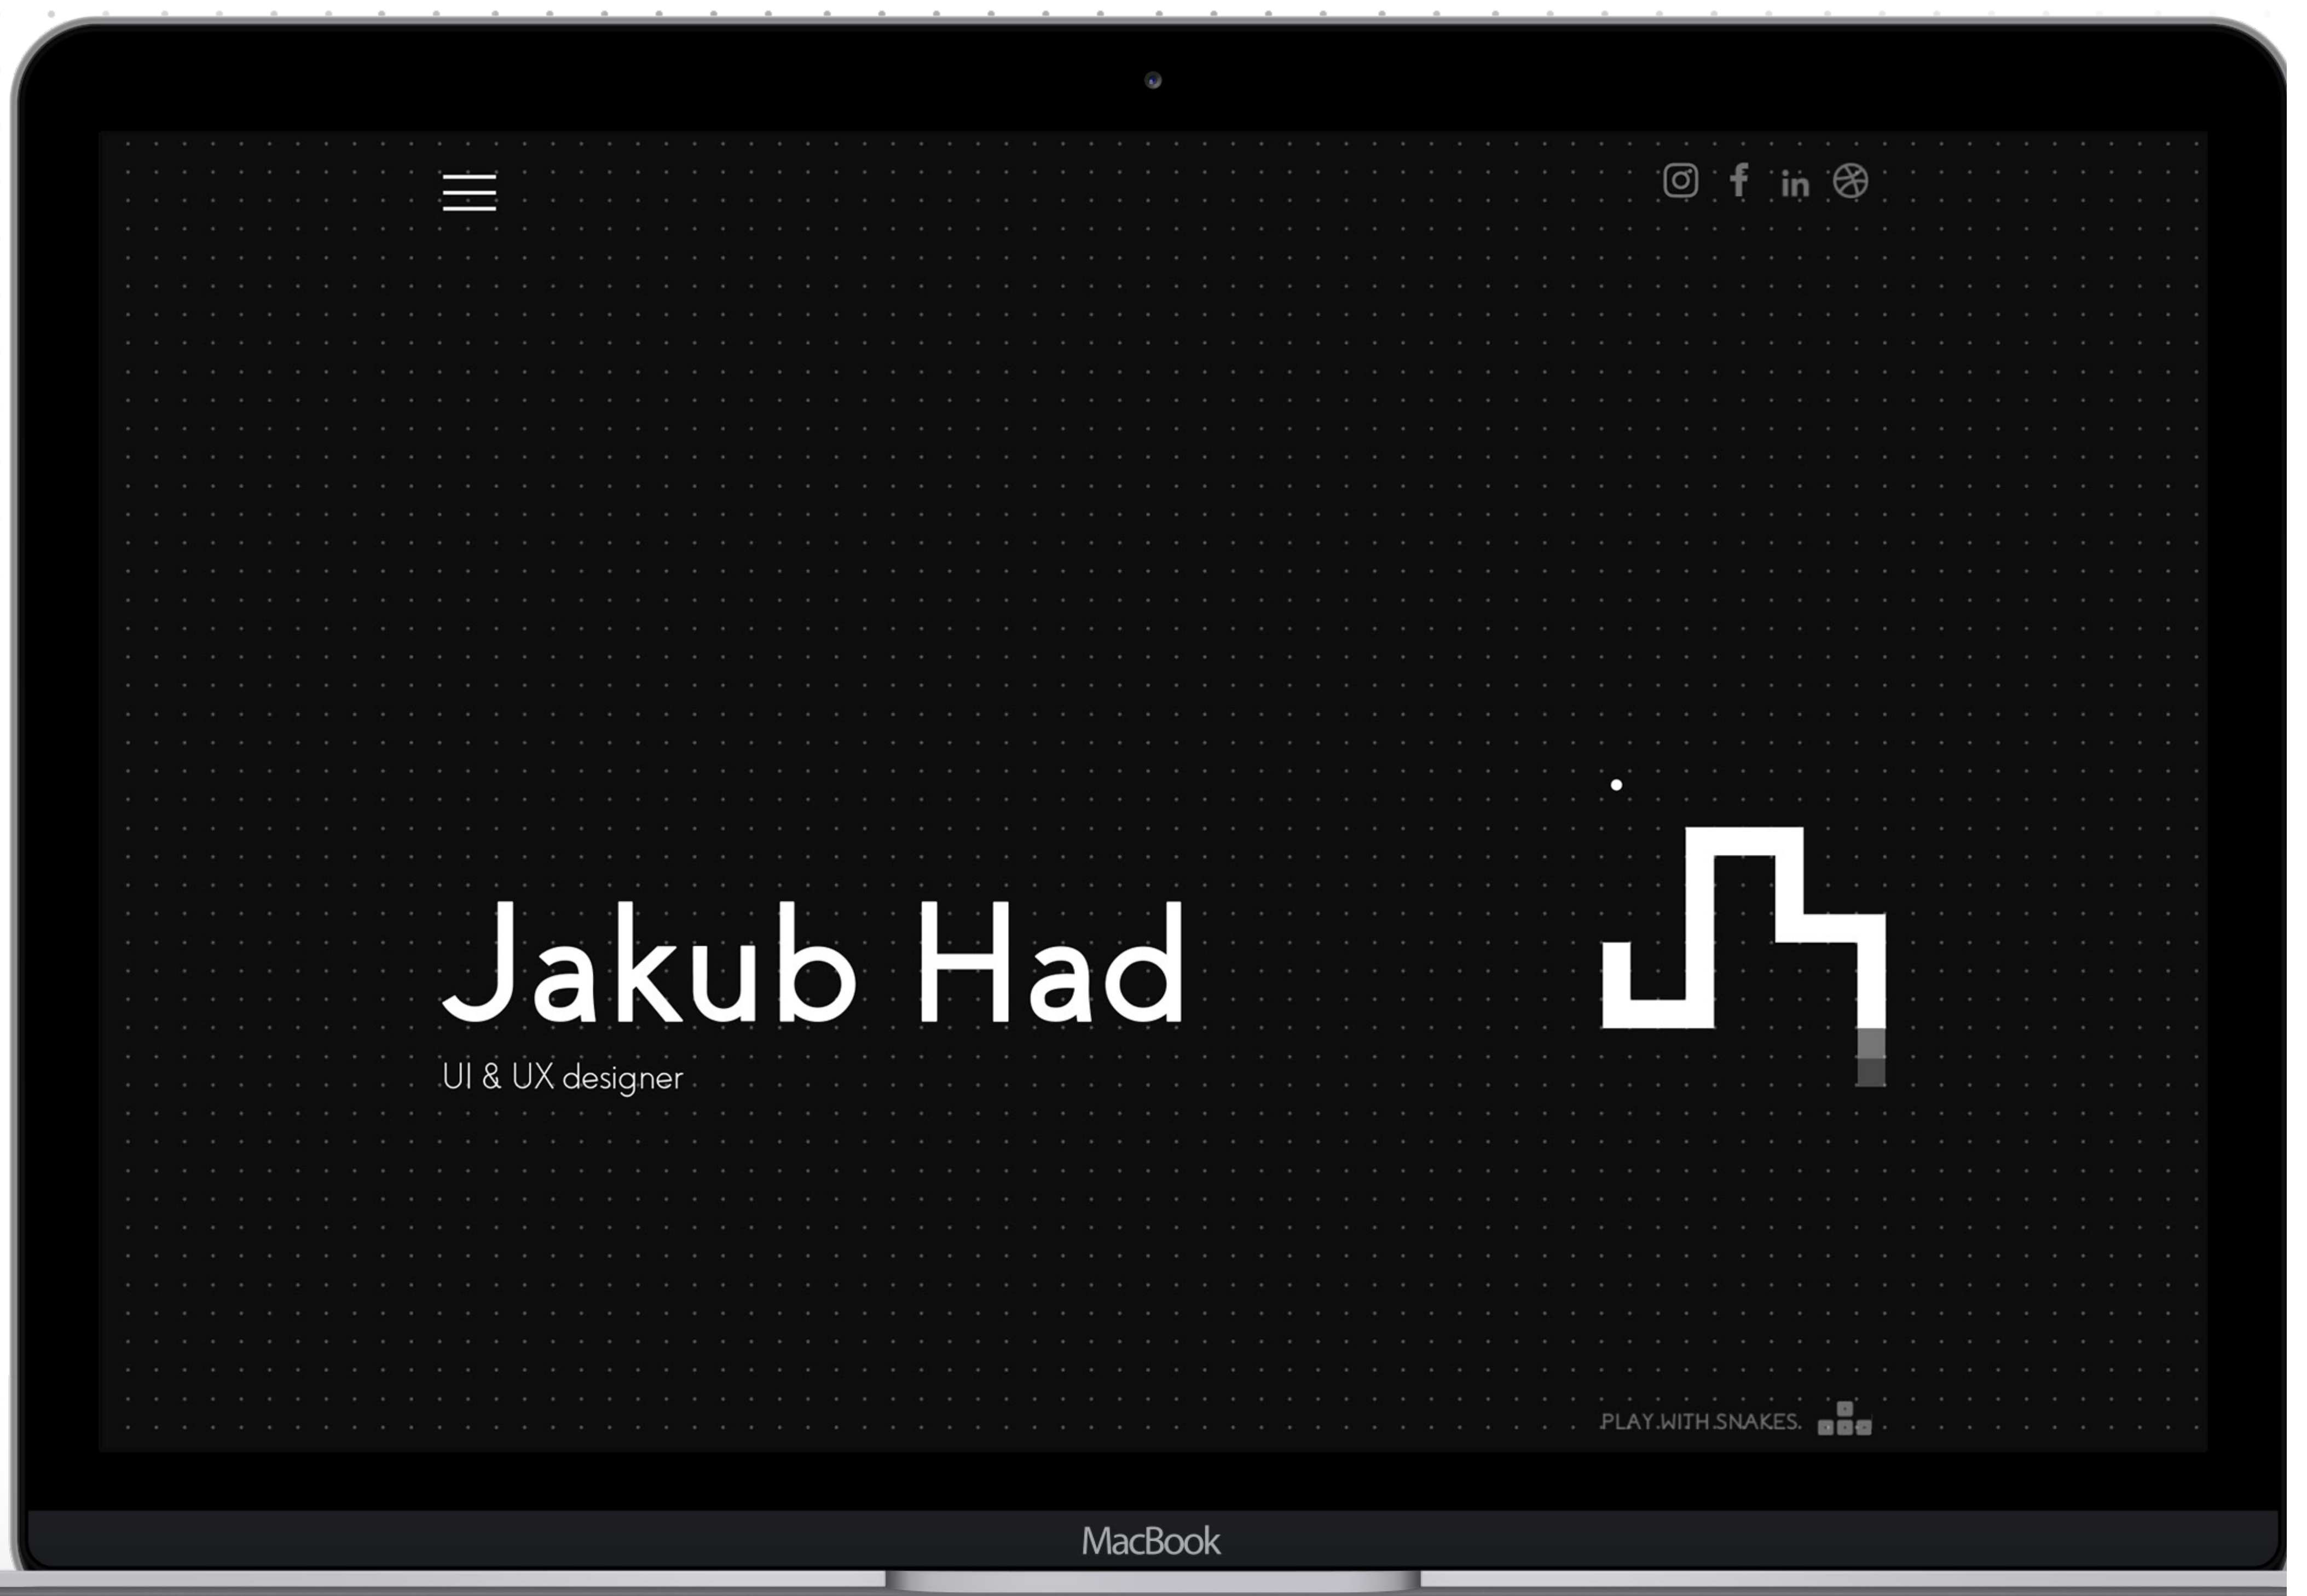 Jakub Had
UI & UX designer
PLAY WITH SNAKES
MacBook